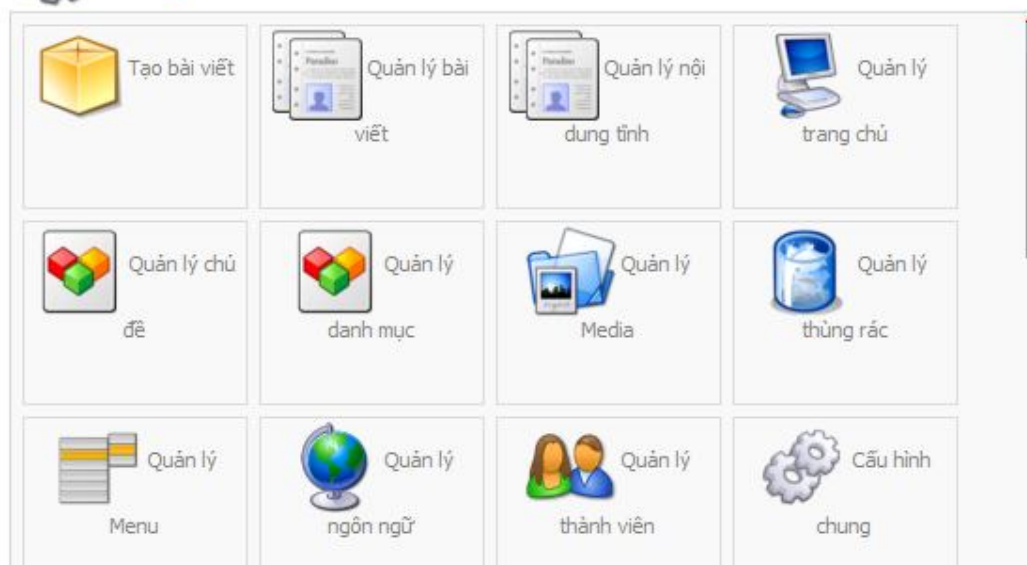 Tạo bài viết
Quản lý bài
viết
Quản lý nội
dung tĩnh
Quản lý
trang chủ
Quản lý chủ
đề
Quản lý
danh mục
Quản lý
Media
Quản lý
thùng rác
Quản lý
Menu
Quản lý
ngôn ngữ
Quản lý
thành viên
Cấu hình
chung